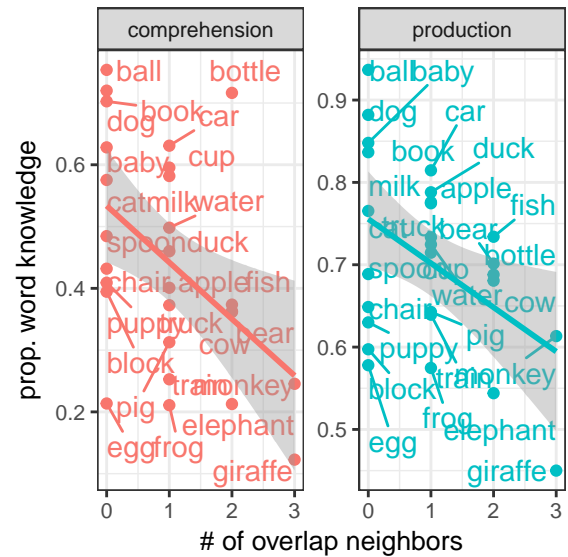 comprehension
production
prop. word knowledge
0.6
0.4
0.2
ball
bottle
book
car
dog
cup
baby
cat
milk
water
spoon
duck
chair
apple
fish
puppy
truck
bear
cow
block
train
monkey
pig
elephant
egg
frog
giraffe
0
1
2
3
0.9
0.8
0.7
0.6
0.5
ball
baby
dog
car
book
duck
milk
apple
fish
cat
truck
bear
bottle
spoon
cup
water
cow
chair
pig
puppy
monkey
train
block
frog
elephant
egg
giraffe
0
1
2
3
# of overlap neighbors